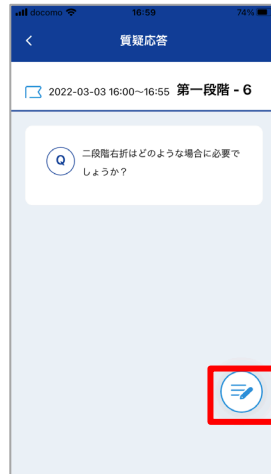 docomo 16:59 74%
質疑応答
2022-03-03 16:00~16:55 第一段階 - 6
Q 二段階右折はどのような場合に必要で
しょうか？